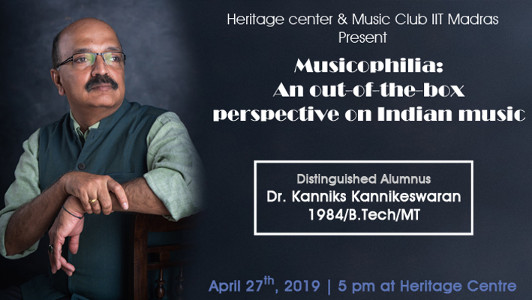 Heritage center & Music Club IIT Madras
Present
Musicophilia:
An out-of-the-box
perspective on Indian music
Distinguished Alumnus
Dr. Kanniks Kannikeswaran
1984/B.Tech/MT
April 27th, 2019 | 5 pm at Heritage Centre